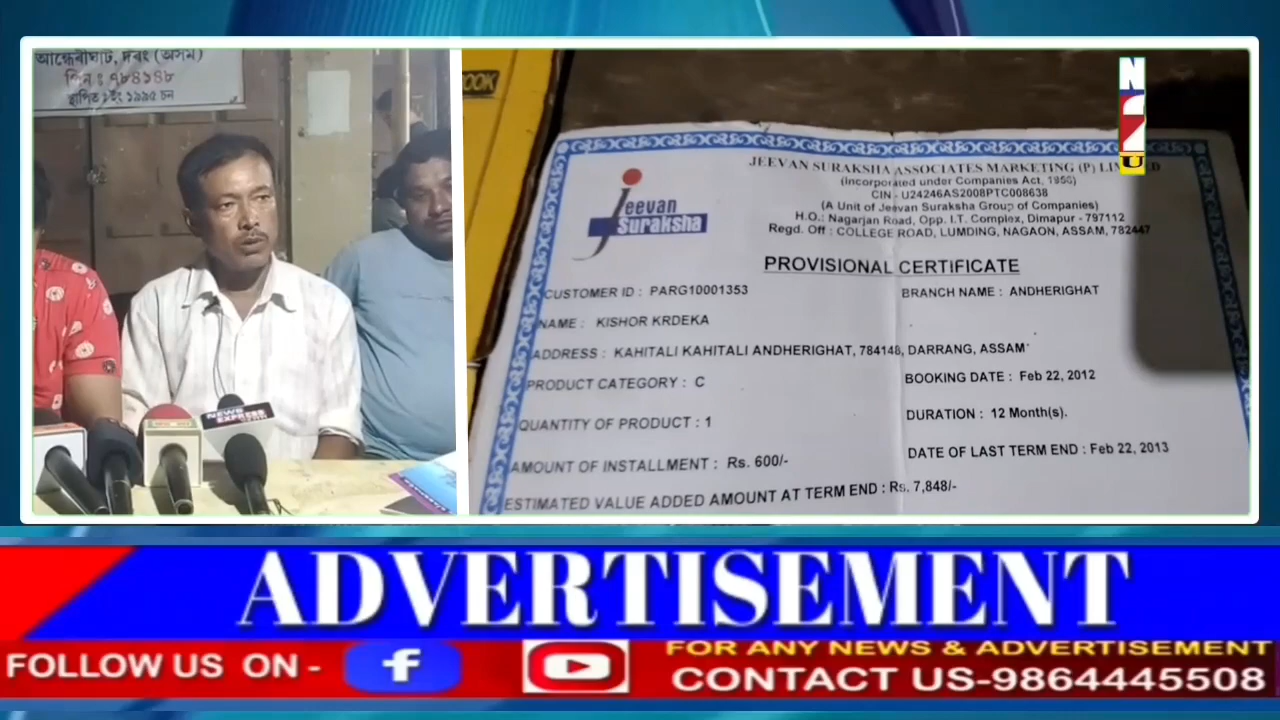 আন্ধেৰীঘাট, দৰং (অসম)
পিন ঃ ৭৮৪১৪৮
স্থাপিত ঃ ইং ১৯৯৫ চন
NEWS
EXPRESS
OOK
N
U
JEEVAN SURAKSHA ASSOCIATES MARKETING (P)
(Incorporated under Companies Act, 1956)
CIN - U24246AS2008PTC008638
(A Unit of Jeevan Suraksha Group of Companies)
H.O.: Nagarjan Road, Opp. I.T. Complex, Dimapur - 797112
Regd. Off : COLLEGE ROAD, LUMDING, NAGAON, ASSAM, 782447
Jeevan
Suraksha
PROVISIONAL CERTIFICATE
CUSTOMER ID : PARG10001353
BRANCH NAME : ANDHERIGHAT
NAME : KISHOR KRDEKA
ADDRESS : KAHITALI KAHITALI ANDHERIGHAT, 784148, DARRANG, ASSAM
PRODUCT CATEGORY : C
BOOKING DATE : Feb 22, 2012
QUANTITY OF PRODUCT : 1
DURATION : 12 Month(s).
AMOUNT OF INSTALLMENT : Rs. 600/-
DATE OF LAST TERM END : Feb 22, 2013
ESTIMATED VALUE ADDED AMOUNT AT TERM END : Rs. 7,848/-
ADVERTISEMENT
FOLLOW US ON -
FOR ANY NEWS & ADVERTISEMENT
CONTACT US-9864445508